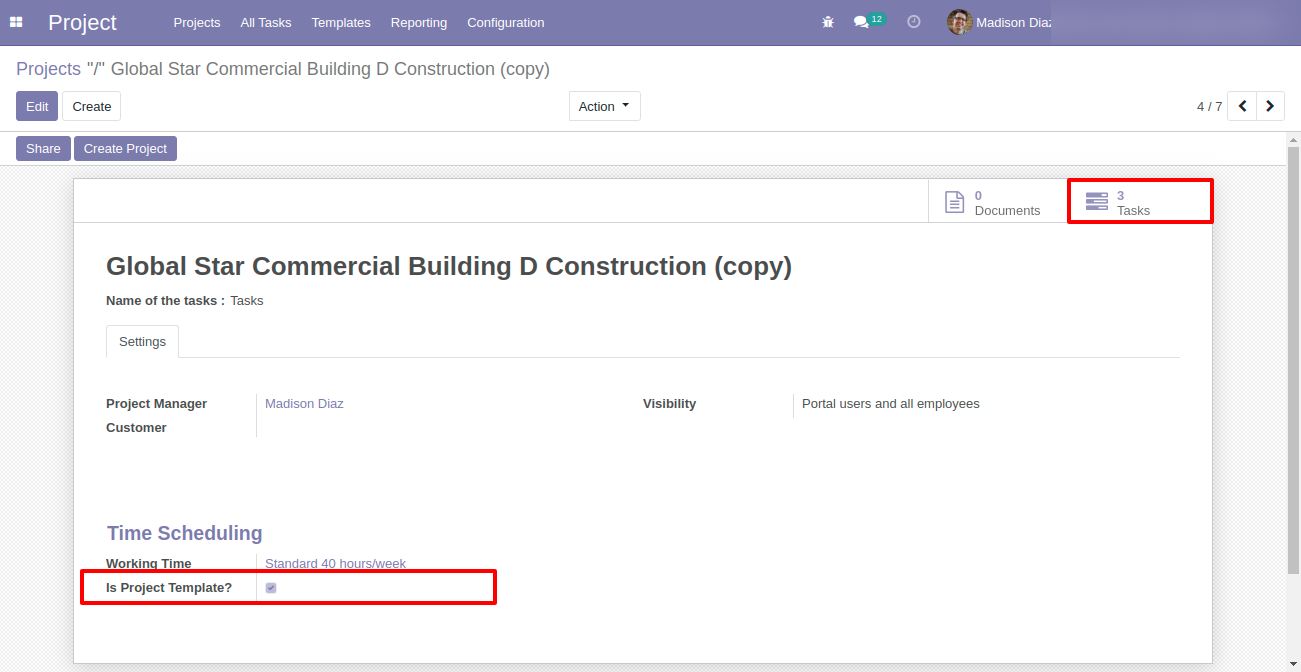 Project Projects All Tasks Templates Reporting Configuration 12 Madison Diaz
Projects "/" Global Star Commercial Building D Construction (copy)
Edit Create Action 4 / 7
Share Create Project
0 Documents
3 Tasks
Global Star Commercial Building D Construction (copy)
Name of the tasks : Tasks
Settings
Project Manager Madison Diaz Visibility Portal users and all employees
Customer
Time Scheduling
Working Time Standard 40 hours/week
Is Project Template?